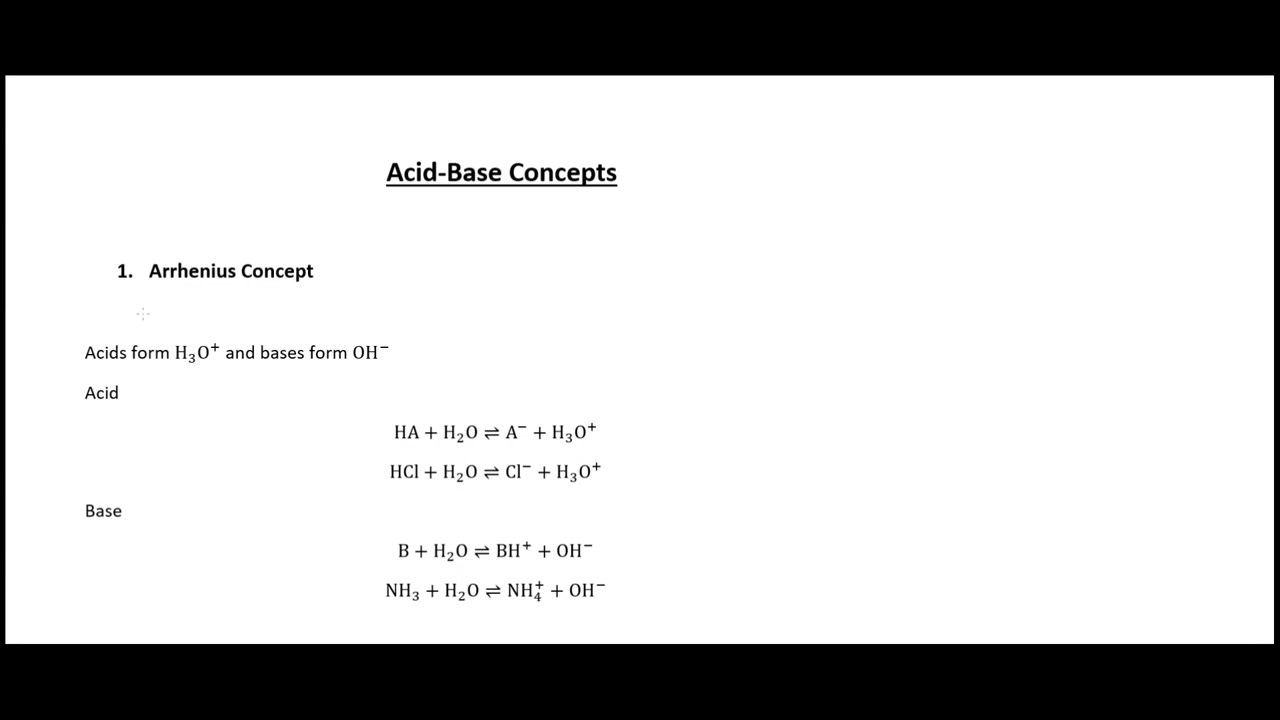 Acid-Base Concepts
1. Arrhenius Concept
Acids form H₃O⁺ and bases form OH⁻
Acid
HA + H₂O ⇌ A⁻ + H₃O⁺
HCl + H₂O ⇌ Cl⁻ + H₃O⁺
Base
B + H₂O ⇌ BH⁺ + OH⁻
NH₃ + H₂O ⇌ NH₄⁺ + OH⁻